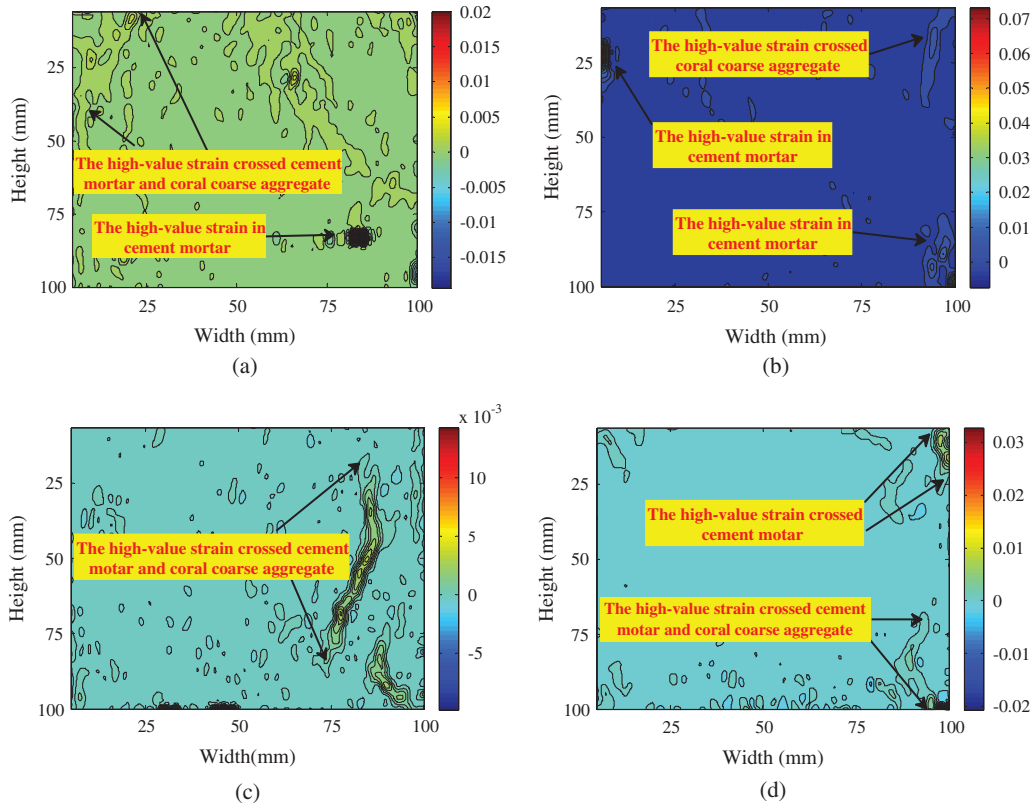 0.02
0.015
0.010
0.005
0
-0.005
-0.01
-0.015
25
50
75
100
Height (mm)
25
50
75
100
Width (mm)
The high-value strain crossed cement
mortar and coral coarse aggregate
The high-value strain in
cement mortar
(a)
0.07
0.06
0.05
0.04
0.03
0.02
0.01
0
25
50
75
100
Height (mm)
25
50
75
100
Width (mm)
The high-value strain crossed
coral coarse aggregate
The high-value strain in
cement mortar
The high-value strain in
cement mortar
(b)
x 10-3
10
5
0
-5
25
50
75
100
Height (mm)
25
50
75
100
Width(mm)
The high-value strain crossed cement
motar and coral coarse aggregate
(c)
0.03
0.02
0.01
0
-0.01
-0.02
25
50
75
100
Height (mm)
25
50
75
100
Width (mm)
The high-value strain crossed
cement motar
The high-value strain crossed cement
motar and coral coarse aggregate
(d)